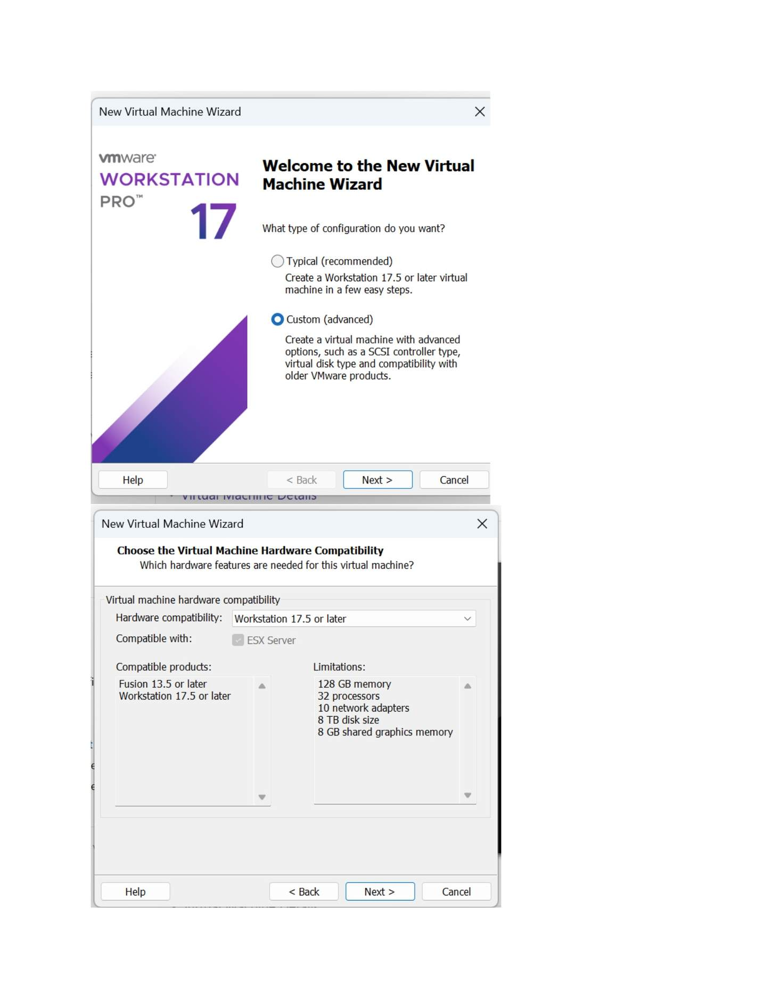 New Virtual Machine Wizard
vmware®
WORKSTATION
PRO™
17
Welcome to the New Virtual
Machine Wizard
What type of configuration do you want?
Typical (recommended)
Create a Workstation 17.5 or later virtual
machine in a few easy steps.
Custom (advanced)
Create a virtual machine with advanced
options, such as a SCSI controller type,
virtual disk type and compatibility with
older VMware products.
Help
< Back
Next >
Cancel
Virtual Machine Details
New Virtual Machine Wizard
Choose the Virtual Machine Hardware Compatibility
Which hardware features are needed for this virtual machine?
Virtual machine hardware compatibility
Hardware compatibility:
Workstation 17.5 or later
Compatible with:
ESX Server
Compatible products:
Fusion 13.5 or later
Workstation 17.5 or later
Limitations:
128 GB memory
32 processors
10 network adapters
8 TB disk size
8 GB shared graphics memory
Help
< Back
Next >
Cancel